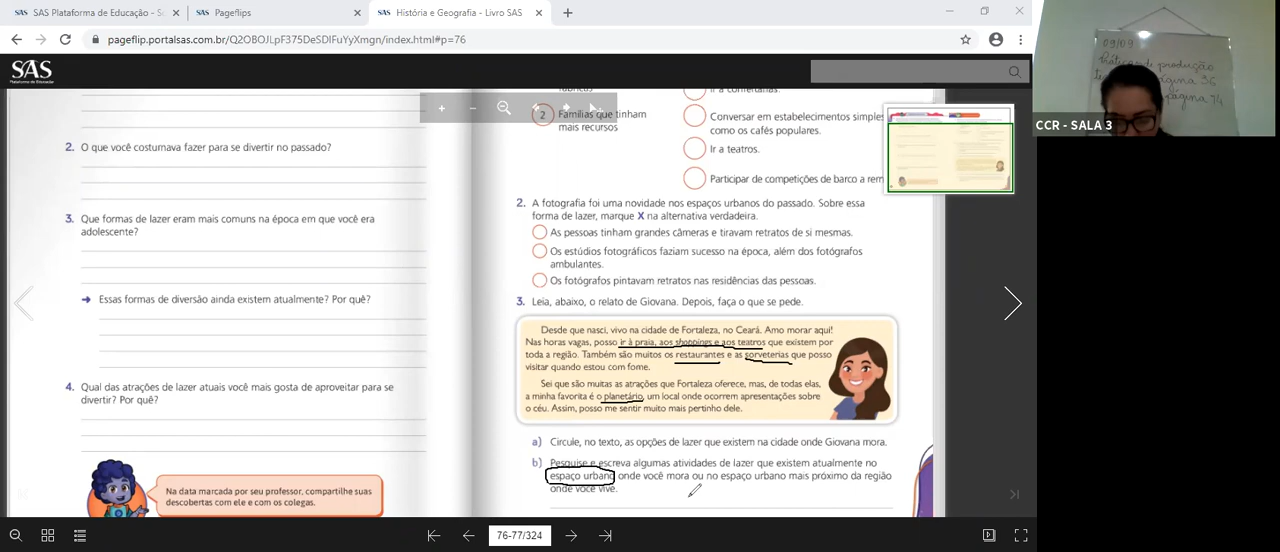 SAS Plataforma de Educação - S
Pageflips
História e Geografia - Livro SAS
pageflip.portalsas.com.br/Q2OBOJLpF375DeSDIFuYyXmgn/index.html#p=76
SAS
Plataforma de Educação
2. O que você costumava fazer para se divertir no passado?
3. Que formas de lazer eram mais comuns na época em que você era
adolescente?
Essas formas de diversão ainda existem atualmente? Por quê?
4. Qual das atrações de lazer atuais você mais gosta de aproveitar para se
divertir? Por quê?
Na data marcada por seu professor, compartilhe suas
descobertas com ele e com os colegas.
fábricas
Ir a confeitarias.
2 Famílias que tinham
mais recursos
Conversar em estabelecimentos simples
como os cafés populares.
Ir a teatros.
Participar de competições de barco a rem
2. A fotografia foi uma novidade nos espaços urbanos do passado. Sobre essa
forma de lazer, marque X na alternativa verdadeira.
As pessoas tinham grandes câmeras e tiravam retratos de si mesmas.
Os estúdios fotográficos faziam sucesso na época, além dos fotógrafos
ambulantes.
Os fotógrafos pintavam retratos nas residências das pessoas.
3. Leia, abaixo, o relato de Giovana. Depois, faça o que se pede.
Desde que nasci, vivo na cidade de Fortaleza, no Ceará. Amo morar aqui!
Nas horas vagas, posso ir à praia, aos shoppings e aos teatros que existem por
toda a região. Também são muitos os restaurantes e as sorveterias que posso
visitar quando estou com fome.
Sei que são muitas as atrações que Fortaleza oferece, mas, de todas elas,
a minha favorita é o planetário, um local onde ocorrem apresentações sobre
o céu. Assim, posso me sentir muito mais pertinho dele.
a) Circule, no texto, as opções de lazer que existem na cidade onde Giovana mora.
b) Pesquise e escreva algumas atividades de lazer que existem atualmente no
espaço urbano onde você mora ou no espaço urbano mais próximo da região
onde você vive.
76-77/324
09/09
de produção
página 36
página 74
CCR - SALA 3